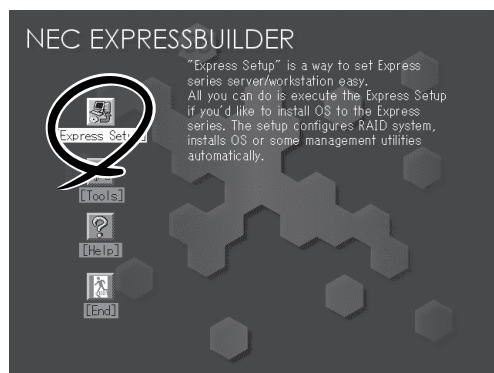 NEC EXPRESSBUILDER
"Express Setup" is a way to set Express
series server/workstation easy.
All you can do is execute the Express Setup
if you'd like to install OS to the Express
series. The setup configures RAID system,
installs OS or some management utilities
automatically.
Express Setup]
[Tools]
[Help]
[End]